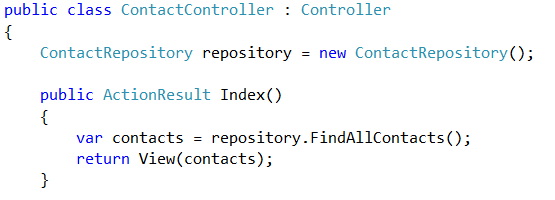 public class ContactController : Controller
{
    ContactRepository repository = new ContactRepository();
    public ActionResult Index()
    {
        var contacts = repository.FindAllContacts();
        return View(contacts);
    }